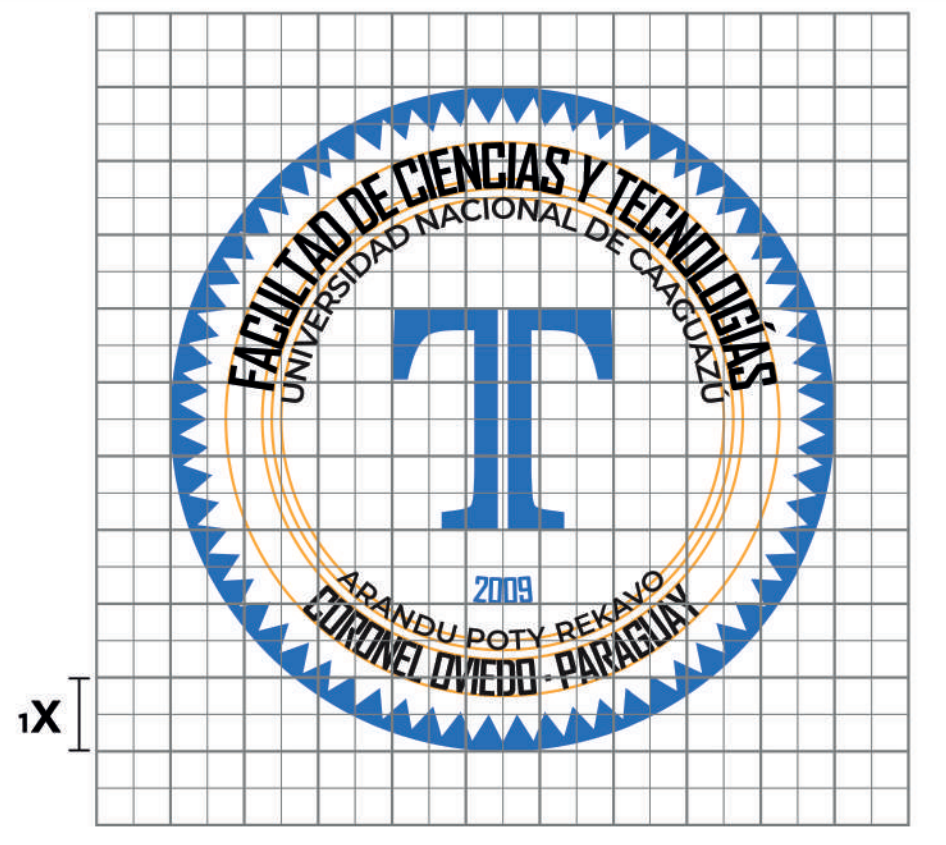 FACULTAD DE CIENCIAS Y TECNOLOGÍAS
UNIVERSIDAD NACIONAL DE CAAGUAZÚ
T
2009
ARANDU POTY REKAVO
CORONEL OVIEDO - PARAGUAY
1X